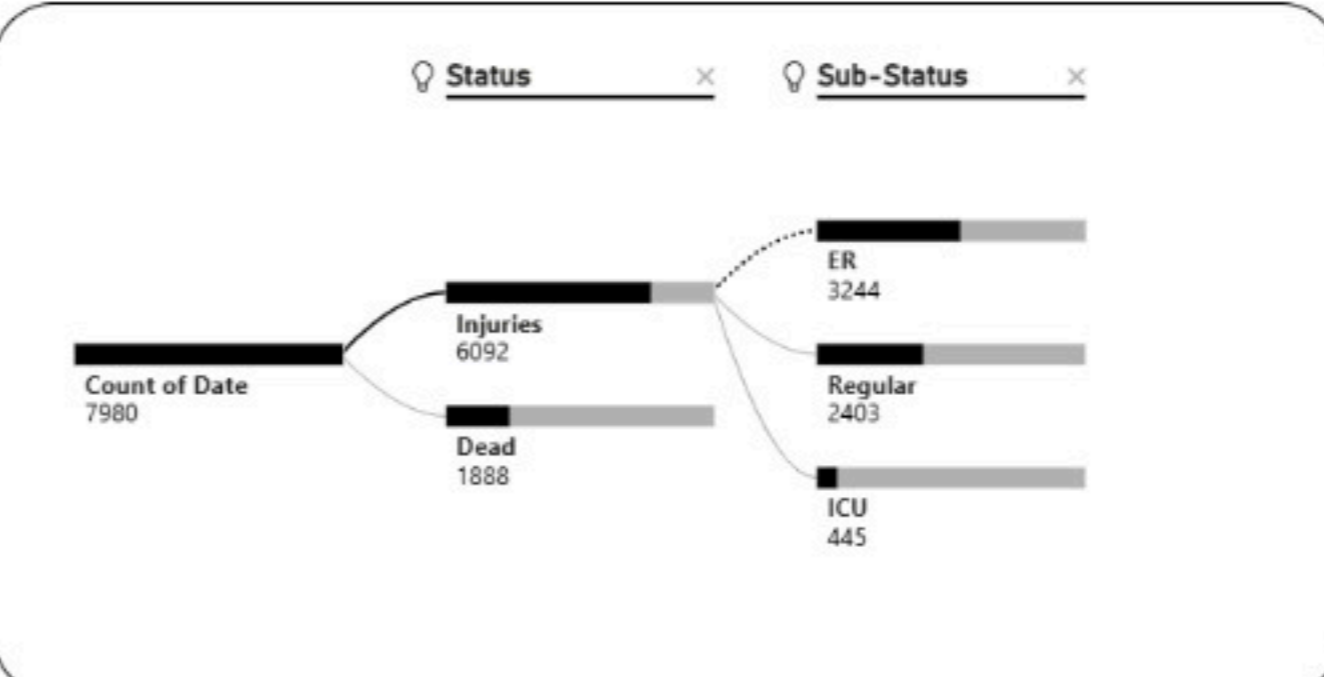 Status
Sub-Status
Count of Date
7980
Injuries
6092
Dead
1888
ER
3244
Regular
2403
ICU
445